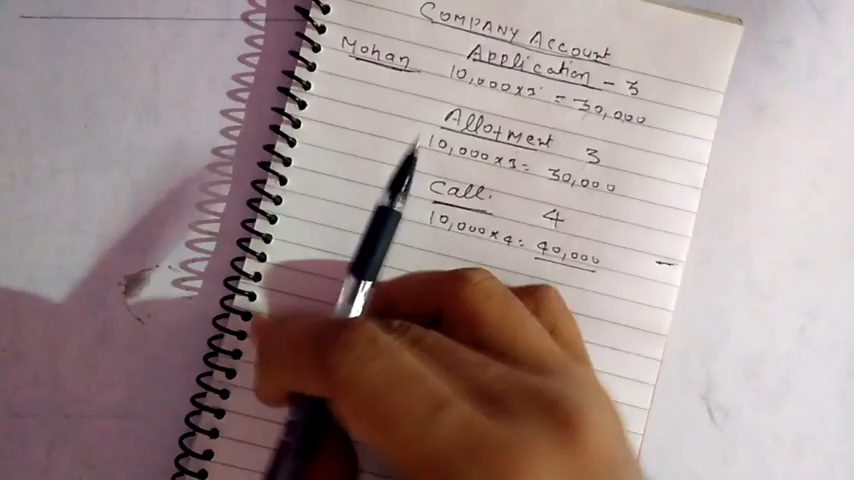 COMPANY Account
Mohan
Application - 3
10,000x3 = 30,000
Allotment 3
10,000x3= 30,000
Call. 4
10,000x4= 40,000